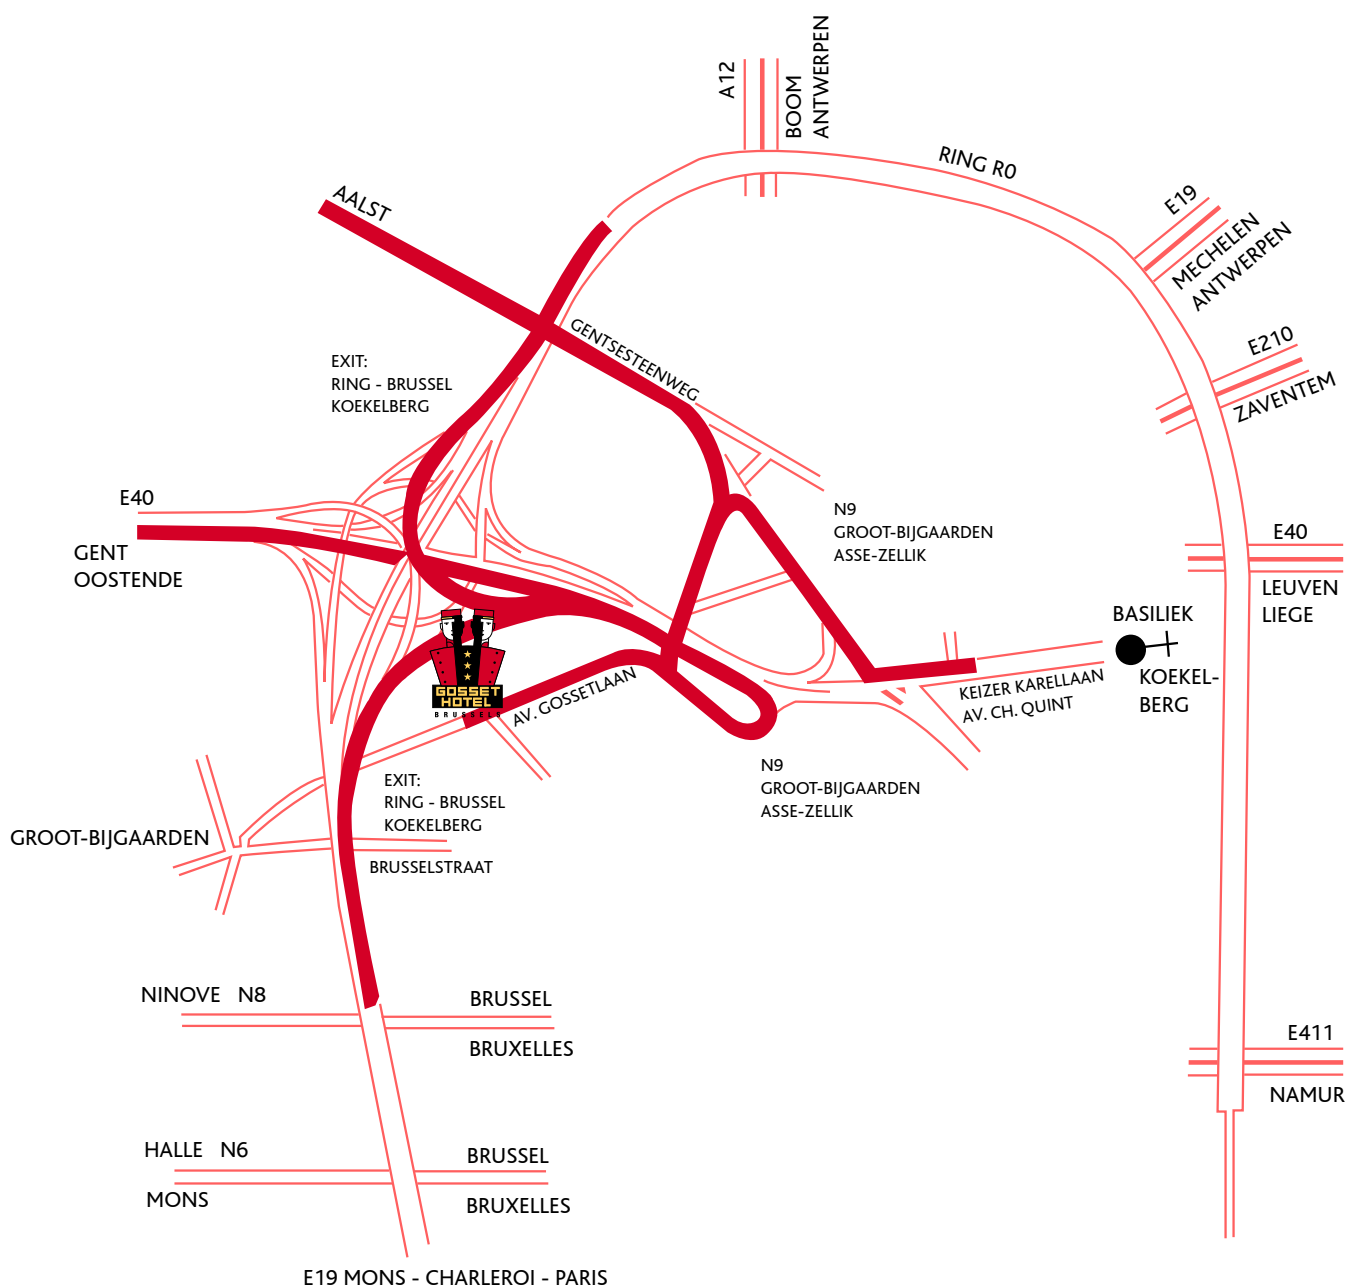 A12
BOOM
ANTWERPEN
RING R0
E19
MECHELEN
ANTWERPEN
AALST
GENTSESTEENWEG
E210
ZAVENTEM
EXIT:
RING - BRUSSEL
KOEKELBERG
E40
GENT
OOSTENDE
N9
GROOT-BIJGAARDEN
ASSE-ZELLIK
E40
LEUVEN
LIEGE
BASILIEK
KOEKEL-
BERG
KEIZER KARELLAAN
AV. CH. QUINT
GOSSET
HOTEL
BRUSSELS
AV. GOSSETLAAN
N9
GROOT-BIJGAARDEN
ASSE-ZELLIK
EXIT:
RING - BRUSSEL
KOEKELBERG
GROOT-BIJGAARDEN
BRUSSELSTRAAT
NINOVE N8
BRUSSEL
BRUXELLES
E411
NAMUR
HALLE N6
MONS
BRUSSEL
BRUXELLES
E19 MONS - CHARLEROI - PARIS